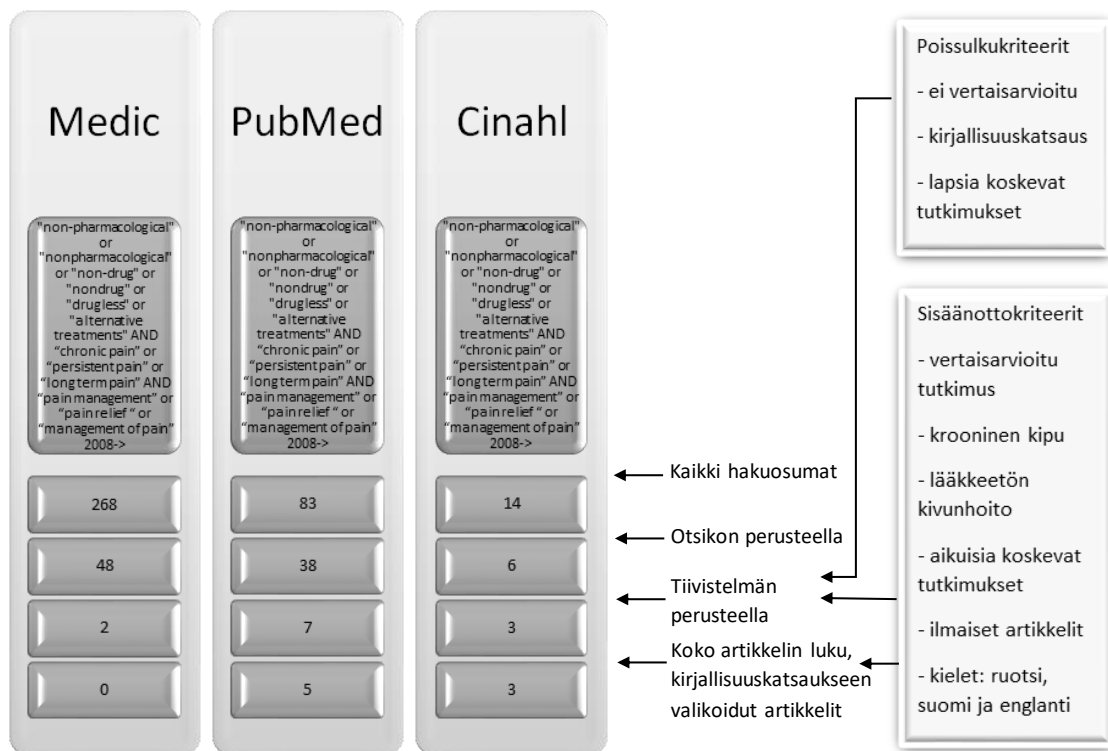 Medic
"non-pharmacological"
or
"nonpharmacological"
or "non-drug" or
"nondrug" or
"drugless" or
"alternative
treatments" AND
“chronic pain” or
“persistent pain” or
“long term pain” AND
“pain management” or
“pain relief “ or
“management of pain”
2008->
268
48
2
0
PubMed
"non-pharmacological"
or
"nonpharmacological"
or "non-drug" or
"nondrug" or
"drugless" or
"alternative
treatments" AND
“chronic pain” or
“persistent pain” or
“long term pain” AND
“pain management” or
“pain relief “ or
“management of pain”
2008->
83
38
7
5
Cinahl
"non-pharmacological"
or
"nonpharmacological"
or "non-drug" or
"nondrug" or
"drugless" or
"alternative
treatments" AND
“chronic pain” or
“persistent pain” or
“long term pain” AND
“pain management” or
“pain relief “ or
“management of pain”
2008->
14
6
3
3
Kaikki hakuosumat
Otsikon perusteella
Tiivistelmän
perusteella
Koko artikkelin luku,
kirjallisuuskatsaukseen
valikoidut artikkelit
Poissulkukriteerit
- ei vertaisarvioitu
- kirjallisuuskatsaus
- lapsia koskevat
tutkimukset
Sisäänottokriteerit
- vertaisarvioitu
tutkimus
- krooninen kipu
- lääkkeetön
kivunhoito
- aikuisia koskevat
tutkimukset
- ilmaiset artikkelit
- kielet: ruotsi,
suomi ja englanti